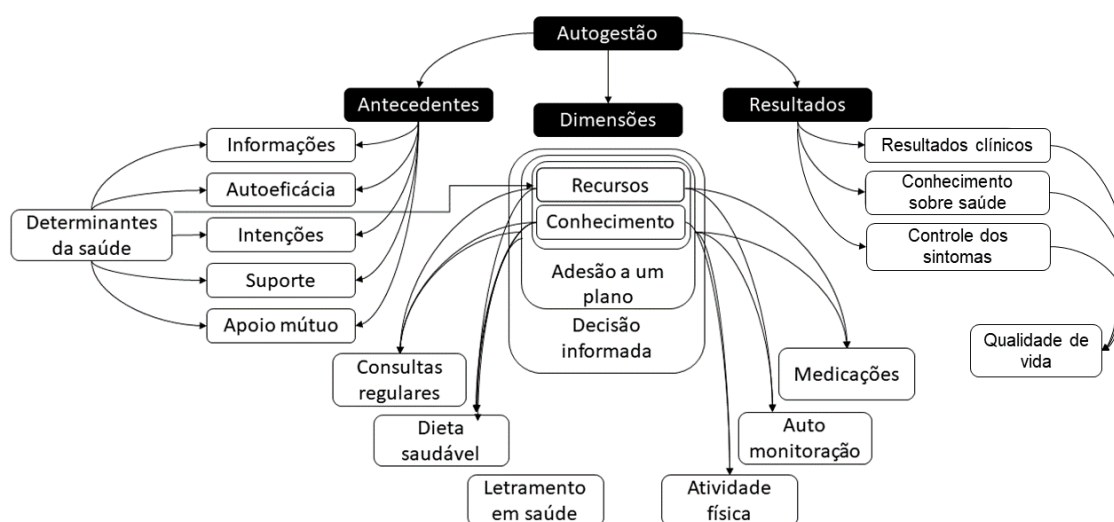 Autogestão
Antecedentes
Dimensões
Resultados
Informações
Autoeficácia
Determinantes
da saúde
Intenções
Suporte
Apoio mútuo
Recursos
Conhecimento
Adesão a um
plano
Decisão
informada
Consultas
regulares
Dieta
saudável
Letramento
em saúde
Atividade
física
Auto
monitoração
Medicações
Resultados clínicos
Conhecimento
sobre saúde
Controle dos
sintomas
Qualidade de
vida